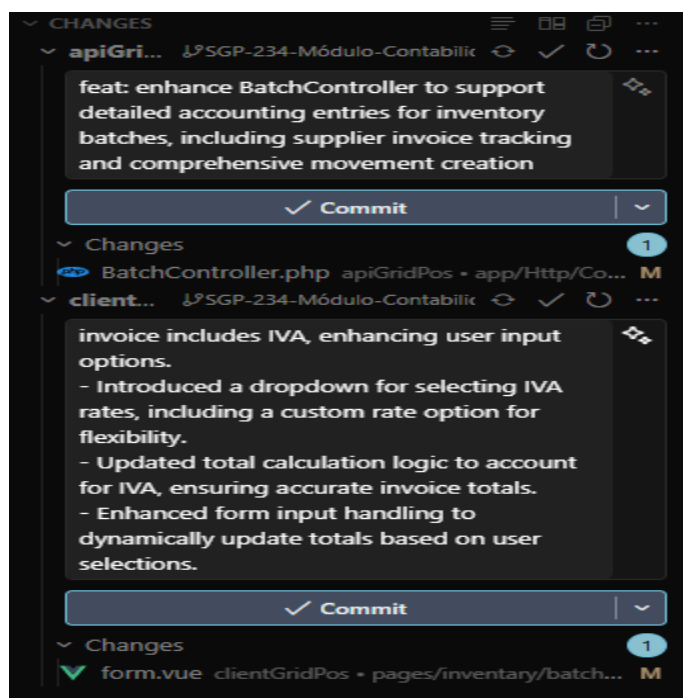 CHANGES
apiGri... SGP-234-Módulo-Contabilic
feat: enhance BatchController to support
detailed accounting entries for inventory
batches, including supplier invoice tracking
and comprehensive movement creation
Commit
Changes 1
BatchController.php apiGridPos • app/Http/Co... M
client... SGP-234-Módulo-Contabilic
invoice includes IVA, enhancing user input
options.
- Introduced a dropdown for selecting IVA
rates, including a custom rate option for
flexibility.
- Updated total calculation logic to account
for IVA, ensuring accurate invoice totals.
- Enhanced form input handling to
dynamically update totals based on user
selections.
Commit
Changes 1
form.vue clientGridPos • pages/inventory/batch... M